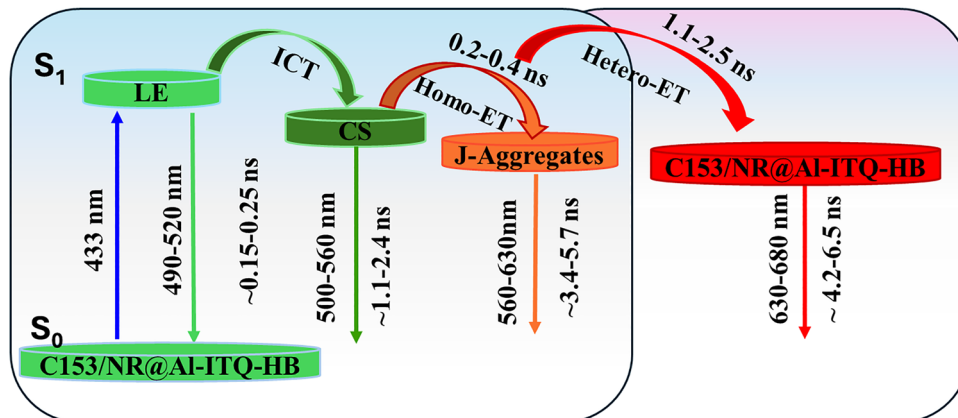 S1
LE
ICT
CS
0.2-0.4 ns
Homo-ET
J-Aggregates
1.1-2.5 ns
Hetero-ET
C153/NR@Al-ITQ-HB
433 nm
490-520 nm
~0.15-0.25 ns
500-560 nm
~1.1-2.4 ns
560-630nm
~3.4-5.7 ns
630-680 nm
~ 4.2-6.5 ns
S0
C153/NR@Al-ITQ-HB